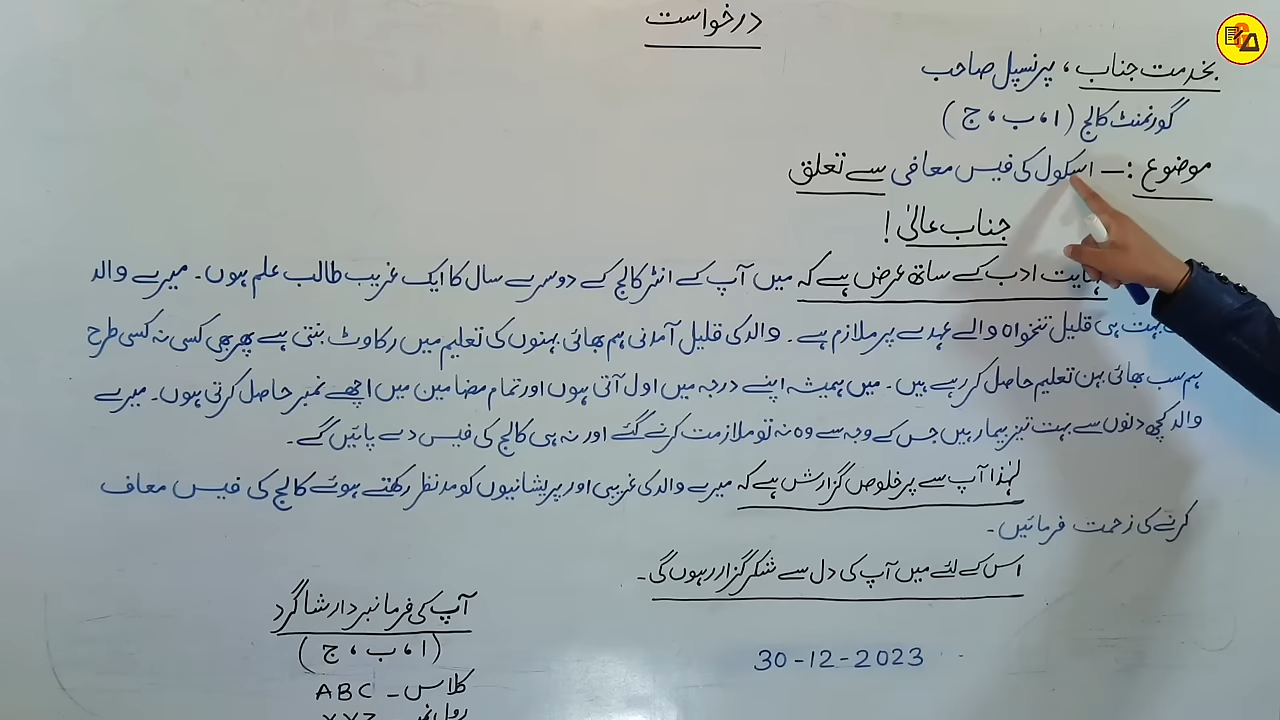 درخواست
بخدمت جناب، پرنسپل صاحب
گورنمنٹ کالج (ا، ب، ج)
موضوع :– اسکول کی فیس معافی سے تعلق
جناب عالیٰ!
ادب کے ساتھ عرض ہے کہ میں آپ کے انٹر کالج کے دوسرے سال کا ایک غریب طالب علم ہوں۔ میرے والد
بہت ہی قلیل تنخواہ والے عہدے پر ملازم ہے۔ والد کی قلیل آمدنی ہم بھائی بہنوں کی تعلیم میں رکاوٹ بنتی ہے پھر بھی کسی نہ کسی طرح
ہم سب بھائی بہن تعلیم حاصل کر رہے ہیں۔ میں ہمیشہ اپنے درجہ میں اول آتی ہوں اور تمام مضامین میں اچھے نمبر حاصل کرتی ہوں۔ میرے
والد کچھ دنوں سے بہت تیز بیمار ہیں جس کے وجہ سے وہ نہ تو ملازمت کرنے گئے اور نہ ہی کالج کی فیس دے پائیں گے۔
لہٰذا آپ سے پرخلوص گزارش ہے کہ میرے والد کی غریبی اور پریشانیوں کو مدنظر رکھتے ہوئے کالج کی فیس معاف
کرنے کی زحمت فرمائیں۔
اس کے لئے میں آپ کی دل سے شکر گزار رہوں گی۔
آپ کی فرمانبردار شاگرد
(ا، ب، ج)
30-12-2023
کلاس – ABC